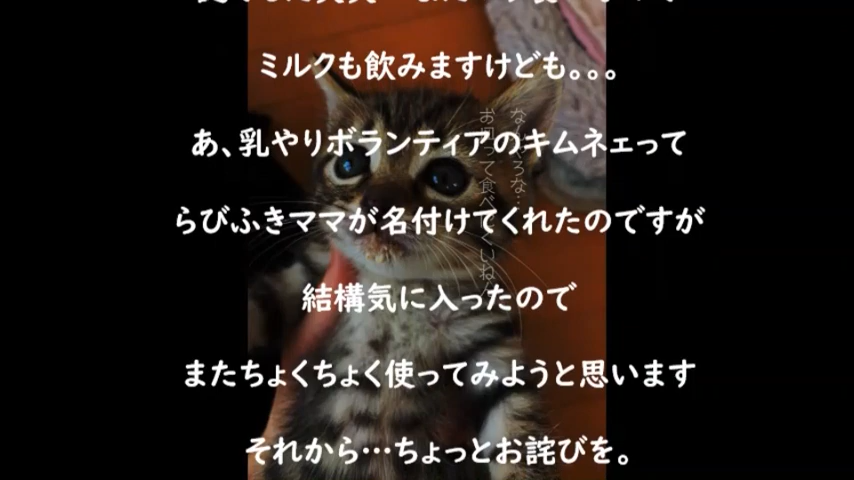 ミルクも飲みますけども。。。
あ、乳やりボランティアのキムネェって
らびふきママが名付けてくれたのですが
結構気に入ったので
またちょくちょく使ってみようと思います
それから…ちょっとお詫びを。